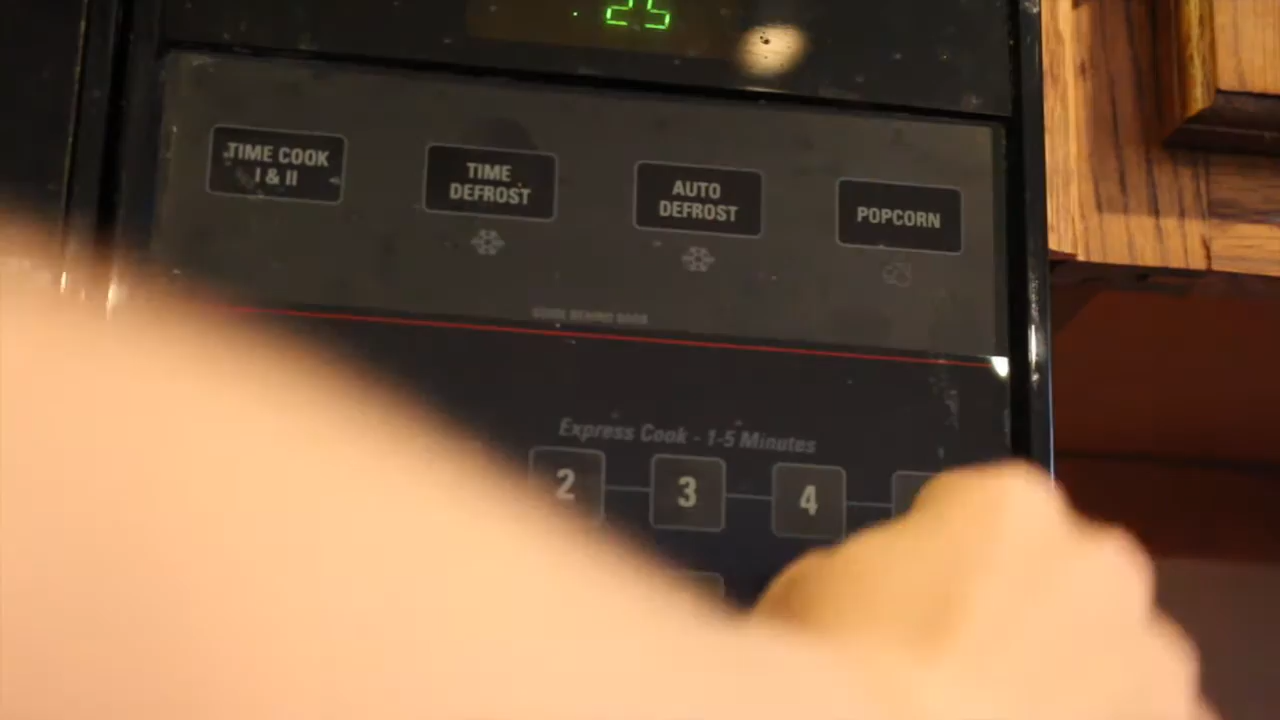 25
TIME COOK
I & II
TIME
DEFROST
AUTO
DEFROST
POPCORN
Express Cook - 1-5 Minutes
2
3
4